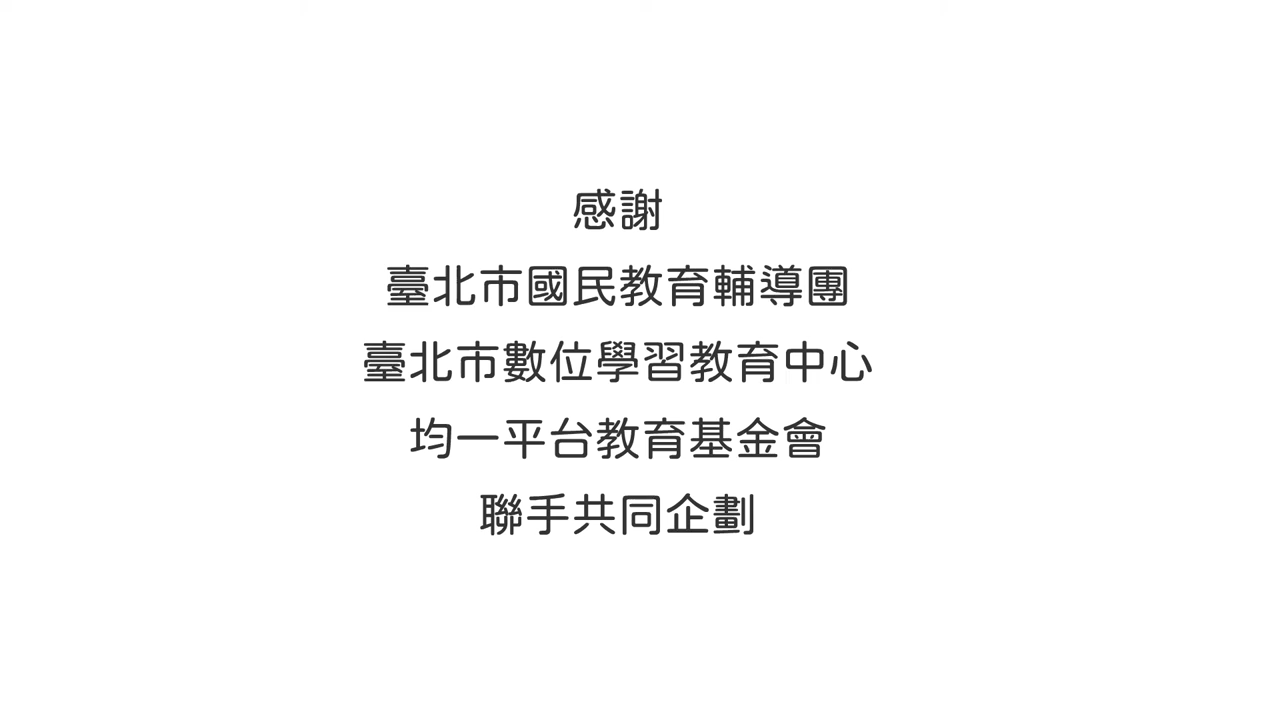 感謝
臺北市國民教育輔導團
臺北市數位學習教育中心
均一平台教育基金會
聯手共同企劃